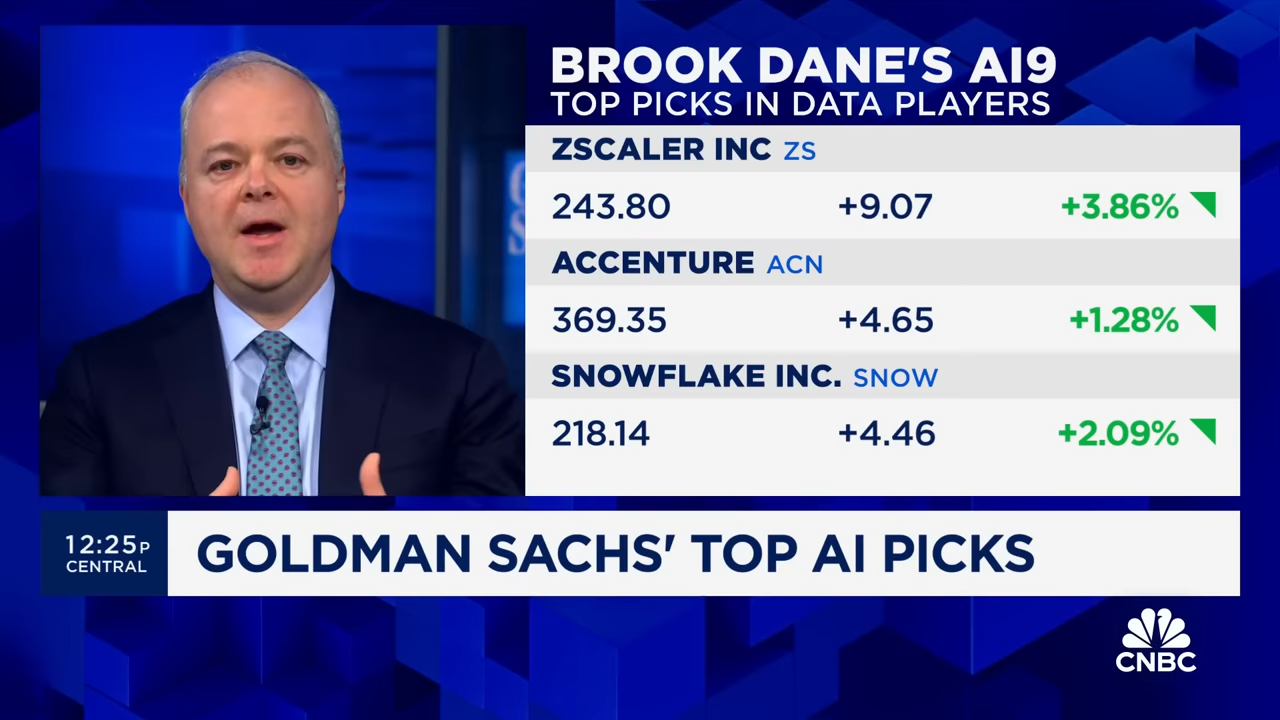 BROOK DANE'S AI9
TOP PICKS IN DATA PLAYERS
ZSCALER INC ZS
243.80 +9.07 +3.86%
ACCENTURE ACN
369.35 +4.65 +1.28%
SNOWFLAKE INC. SNOW
218.14 +4.46 +2.09%
12:25P
CENTRAL
GOLDMAN SACHS' TOP AI PICKS
CNBC